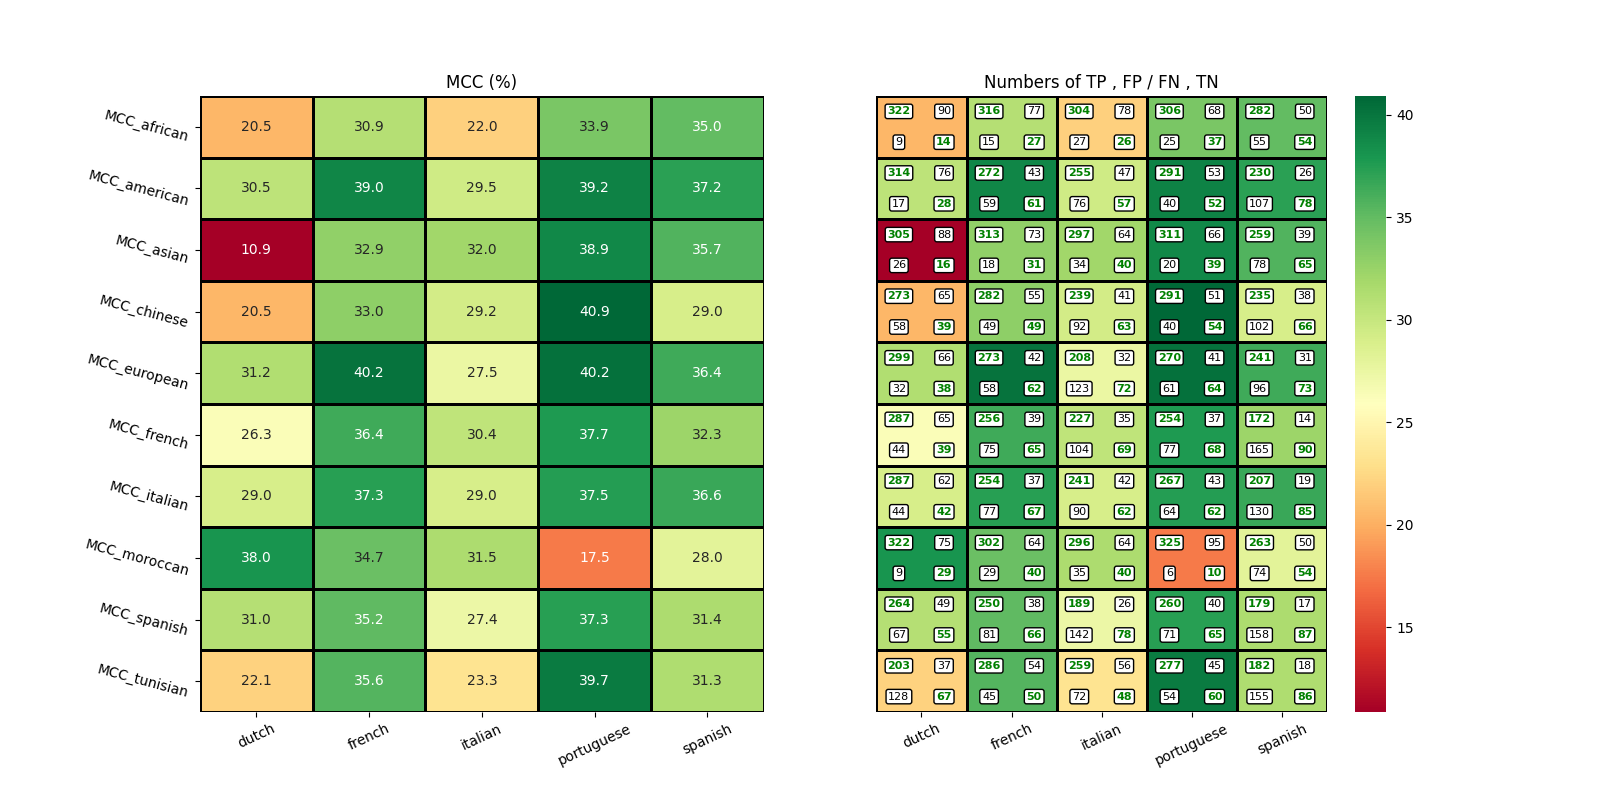 MCC (%)
Numbers of TP , FP / FN , TN
MCC_african 20.5 30.9 22.0 33.9 35.0
322 90 316 77 304 78 306 68 282 50
9 14 15 27 27 26 25 37 55 54
MCC_american 30.5 39.0 29.5 39.2 37.2
314 76 272 43 255 47 291 53 230 26
17 28 59 61 76 57 40 52 107 78
MCC_asian 10.9 32.9 32.0 38.9 35.7
305 88 313 73 297 64 311 66 259 39
26 16 18 31 34 40 20 39 78 65
MCC_chinese 20.5 33.0 29.2 40.9 29.0
273 65 282 55 239 41 291 51 235 38
58 39 49 49 92 63 40 54 102 66
MCC_european 31.2 40.2 27.5 40.2 36.4
299 66 273 42 208 32 270 41 241 31
32 38 58 62 123 72 61 64 96 73
MCC_french 26.3 36.4 30.4 37.7 32.3
287 65 256 39 227 35 254 37 172 14
44 39 75 65 104 69 77 68 165 90
MCC_italian 29.0 37.3 29.0 37.5 36.6
287 62 254 37 241 42 267 43 207 19
44 42 77 67 90 62 64 62 130 85
MCC_moroccan 38.0 34.7 31.5 17.5 28.0
322 75 302 64 296 64 325 95 263 50
9 29 29 40 35 40 6 10 74 54
MCC_spanish 31.0 35.2 27.4 37.3 31.4
264 49 250 38 189 26 260 40 179 17
67 55 81 66 142 78 71 65 158 87
MCC_tunisian 22.1 35.6 23.3 39.7 31.3
203 37 286 54 259 56 277 45 182 18
128 67 45 50 72 48 54 60 155 86
dutch french italian portuguese spanish
dutch french italian portuguese spanish
40
35
30
25
20
15